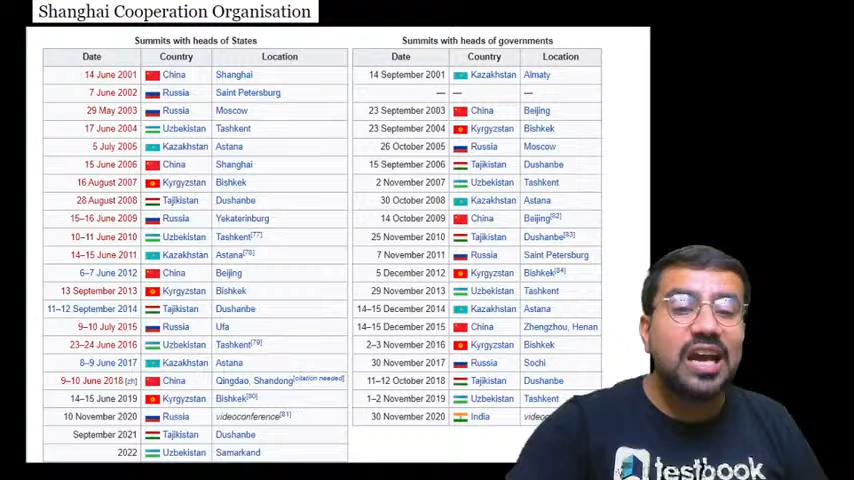 Shanghai Cooperation Organisation
Summits with heads of States
Date Country Location
14 June 2001 China Shanghai
7 June 2002 Russia Saint Petersburg
29 May 2003 Russia Moscow
17 June 2004 Uzbekistan Tashkent
5 July 2005 Kazakhstan Astana
15 June 2006 China Shanghai
16 August 2007 Kyrgyzstan Bishkek
28 August 2008 Tajikistan Dushanbe
15–16 June 2009 Russia Yekaterinburg
10–11 June 2010 Uzbekistan Tashkent[77]
14–15 June 2011 Kazakhstan Astana[78]
6–7 June 2012 China Beijing
13 September 2013 Kyrgyzstan Bishkek
11–12 September 2014 Tajikistan Dushanbe
9–10 July 2015 Russia Ufa
23–24 June 2016 Uzbekistan Tashkent[79]
8–9 June 2017 Kazakhstan Astana
9–10 June 2018 [zh] China Qingdao, Shandong[citation needed]
14–15 June 2019 Kyrgyzstan Bishkek[80]
10 November 2020 Russia videoconference[81]
September 2021 Tajikistan Dushanbe
2022 Uzbekistan Samarkand
Summits with heads of governments
Date Country Location
14 September 2001 Kazakhstan Almaty
— — —
23 September 2003 China Beijing
23 September 2004 Kyrgyzstan Bishkek
26 October 2005 Russia Moscow
15 September 2006 Tajikistan Dushanbe
2 November 2007 Uzbekistan Tashkent
30 October 2008 Kazakhstan Astana
14 October 2009 China Beijing[82]
25 November 2010 Tajikistan Dushanbe[83]
7 November 2011 Russia Saint Petersburg
5 December 2012 Kyrgyzstan Bishkek[84]
29 November 2013 Uzbekistan Tashkent
14–15 December 2014 Kazakhstan Astana
14–15 December 2015 China Zhengzhou, Henan
2–3 November 2016 Kyrgyzstan Bishkek
30 November 2017 Russia Sochi
11–12 October 2018 Tajikistan Dushanbe
1–2 November 2019 Uzbekistan Tashkent
30 November 2020 India
testbook